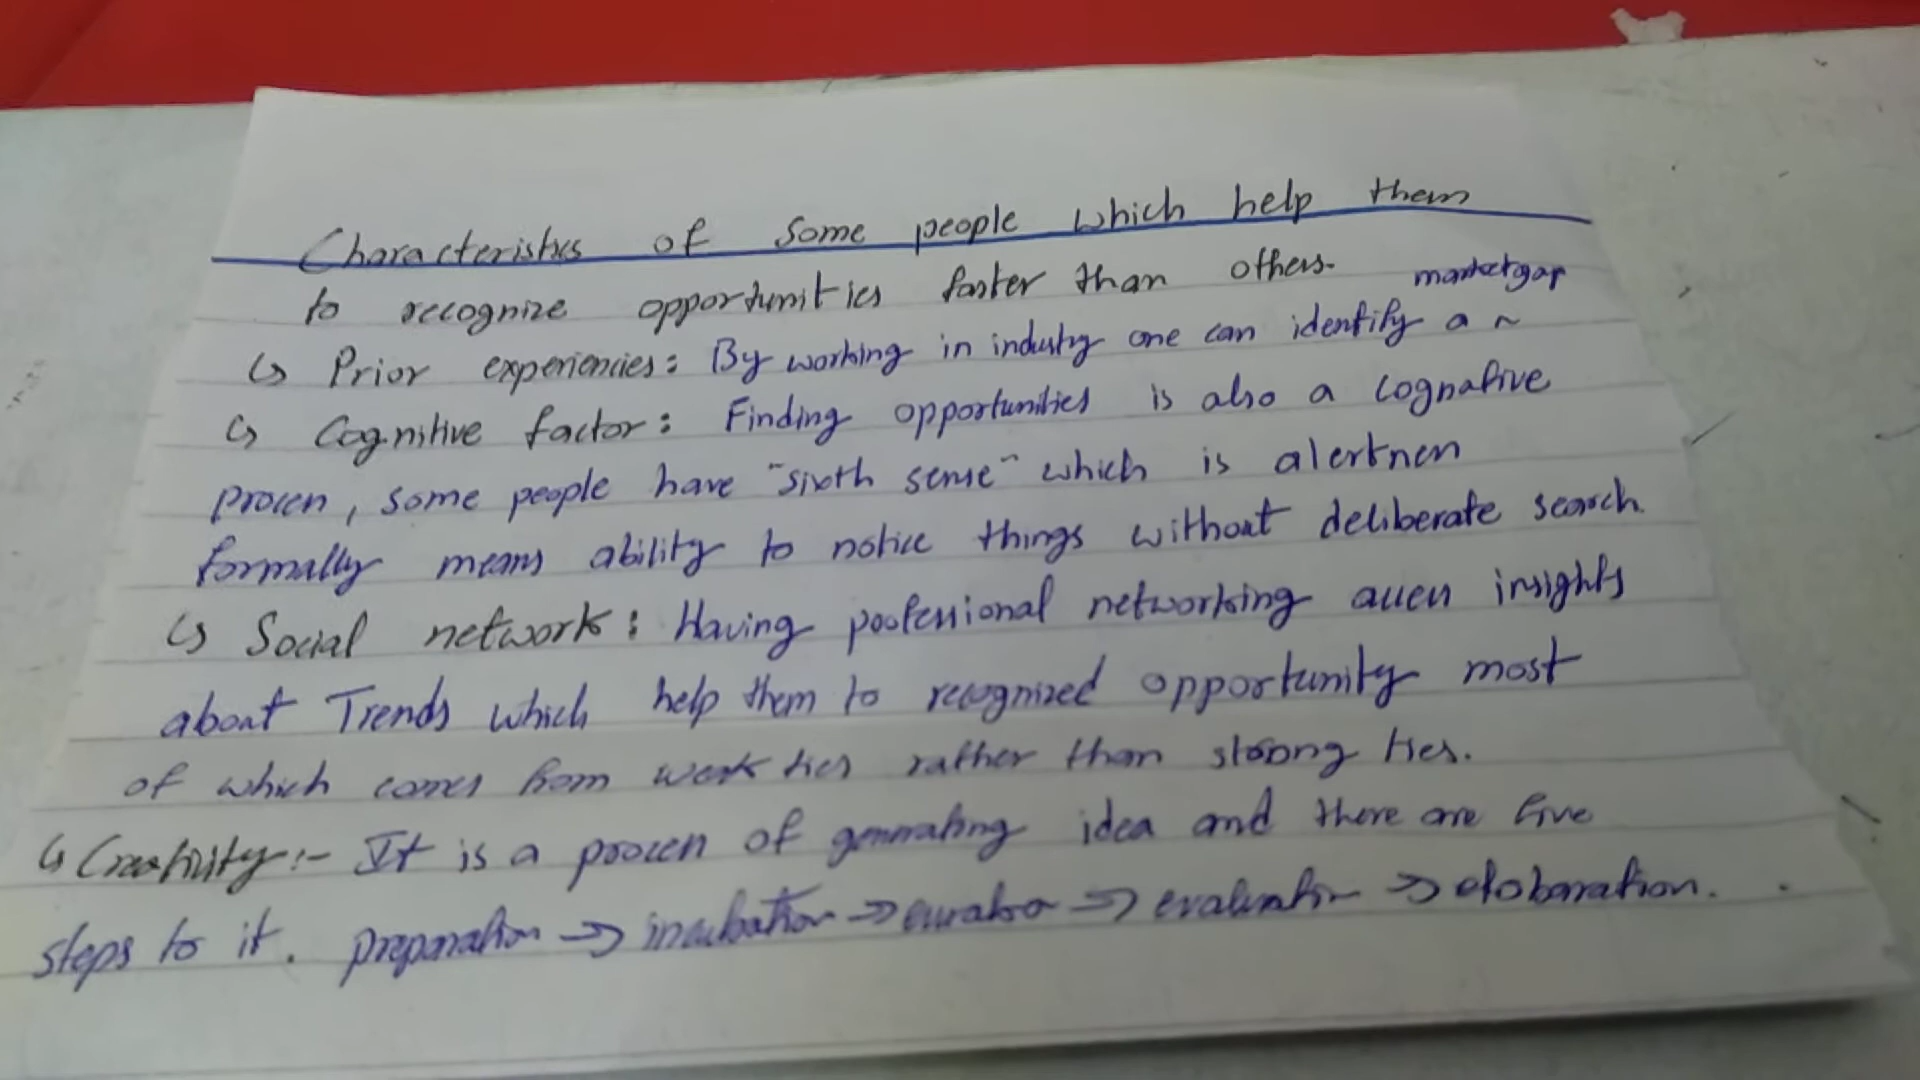 Characteristics of some people which help them
to recognize opportunities faster than others.
market gap
↳ Prior experiencies: By working in industry one can identify a ~
↳ Cognitive factor: Finding opportunities is also a cognative
process, some people have "sixth sense" which is alertness
formally means ability to notice things without deliberate search.
↳ Social network: Having professional networking access insights
about Trends which help them to recognized opportunity most
of which comes from weak ties rather than strong ties.
↳ Creativity:- It is a process of generating idea and there are five
steps to it. preparation → incubation → → evaluation → elobaration.